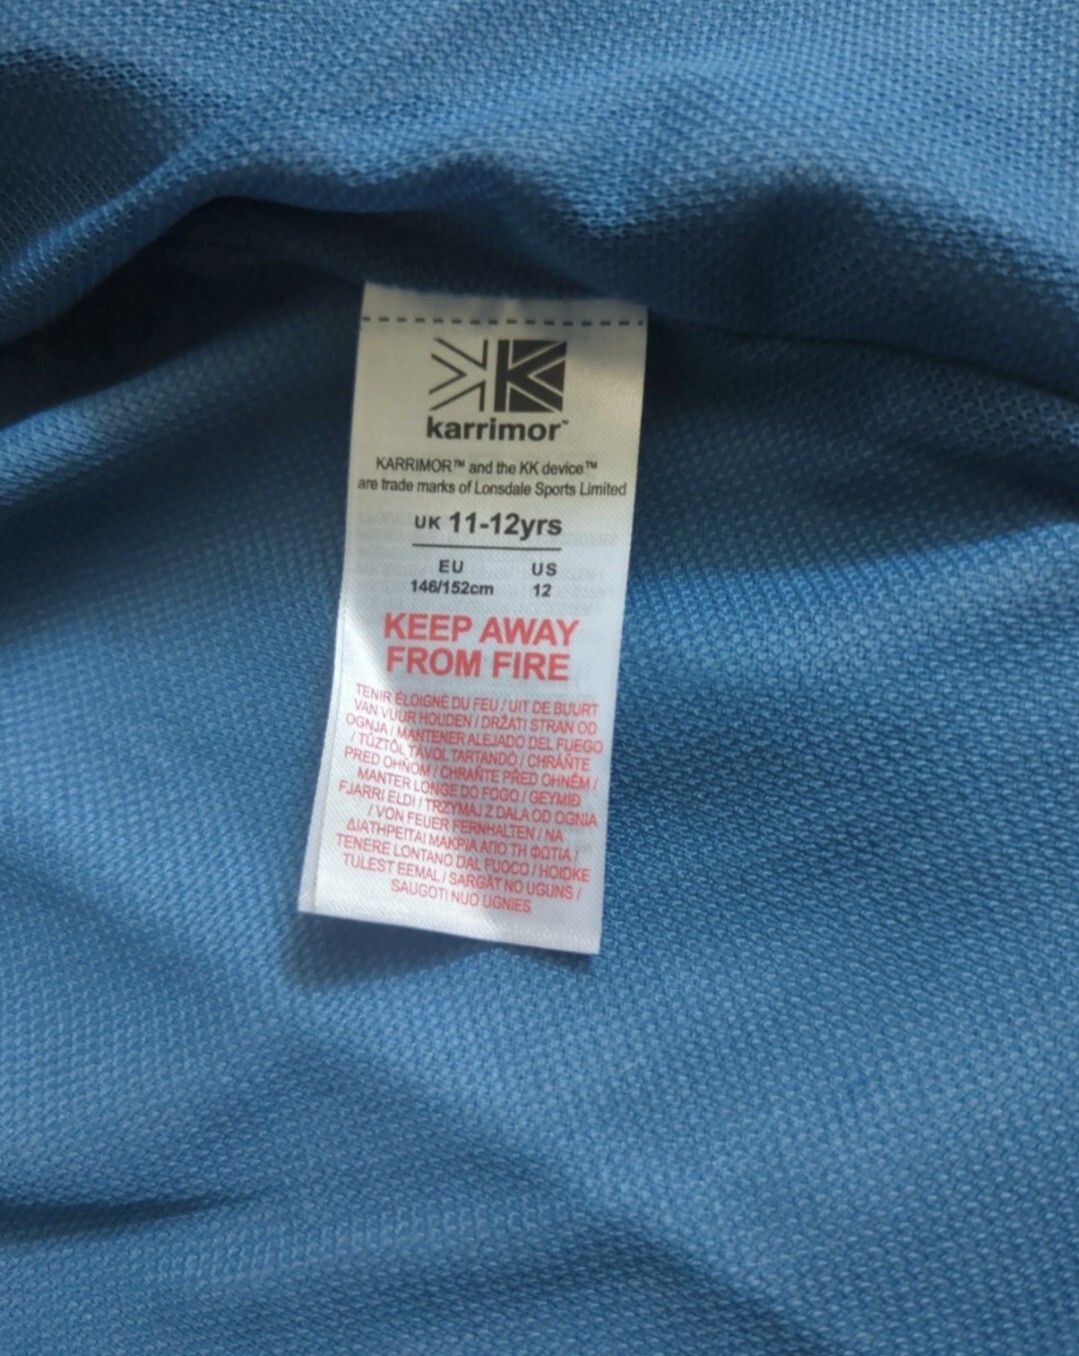 karrimor™
KARRIMOR™ and the KK device™
are trade marks of Lonsdale Sports Limited
UK 11-12yrs
EU US
146/152cm 12
KEEP AWAY
FROM FIRE
TENIR ÉLOIGNÉ DU FEU / UIT DE BUURT
VAN VUUR HOUDEN / DRŽATI STRAN OD
OGNJA / MANTENER ALEJADO DEL FUEGO
/ TŰZTŐL TÁVOL TARTANDÓ / CHRÁŇTE
PRED OHŇOM / CHRAŇTE PŘED OHNĚM /
MANTER LONGE DO FOGO / GEYMIÐ
FJARRI ELDI / TRZYMAJ Z DALA OD OGNIA
/ VON FEUER FERNHALTEN / ΝΑ
ΔΙΑΤΗΡΕΙΤΑΙ ΜΑΚΡΙΑ ΑΠΟ ΤΗ ΦΩΤΙΑ /
TENERE LONTANO DAL FUOCO / HOIDKE
TULEST EEMAL / SARGĀT NO UGUNS /
SAUGOTI NUO UGNIES